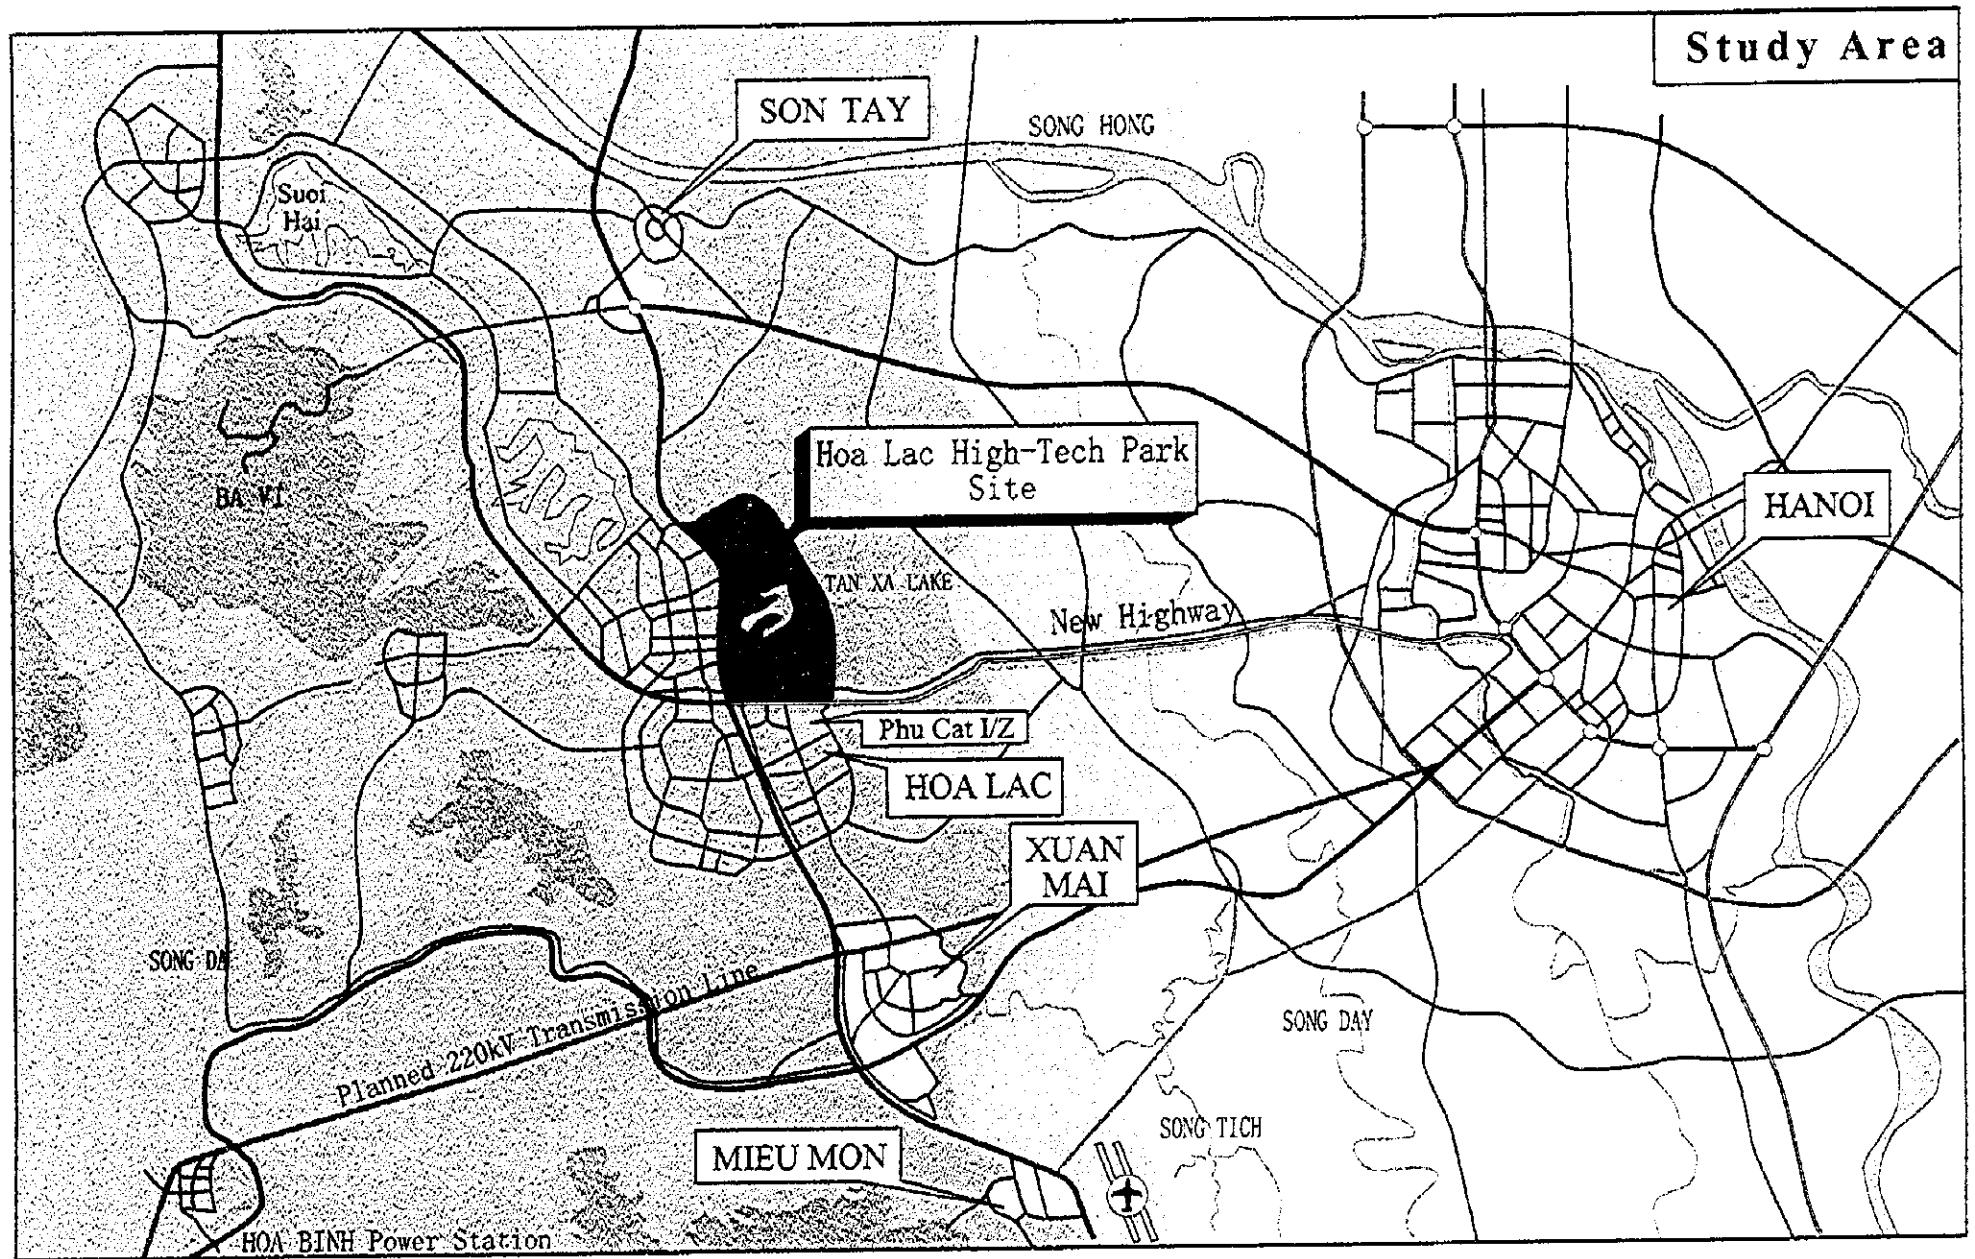 Study Area
SON TAY
SONG HONG
Suoi
Hai
Hoa Lac High-Tech Park
Site
BA VI
HANOI
TAN XA LAKE
New Highway
Phu Cat I/Z
HOA LAC
XUAN
MAI
SONG DA
Planned 220kV Transmission Line
SONG DAY
SONG TICH
MIEU MON
HOA BINH Power Station